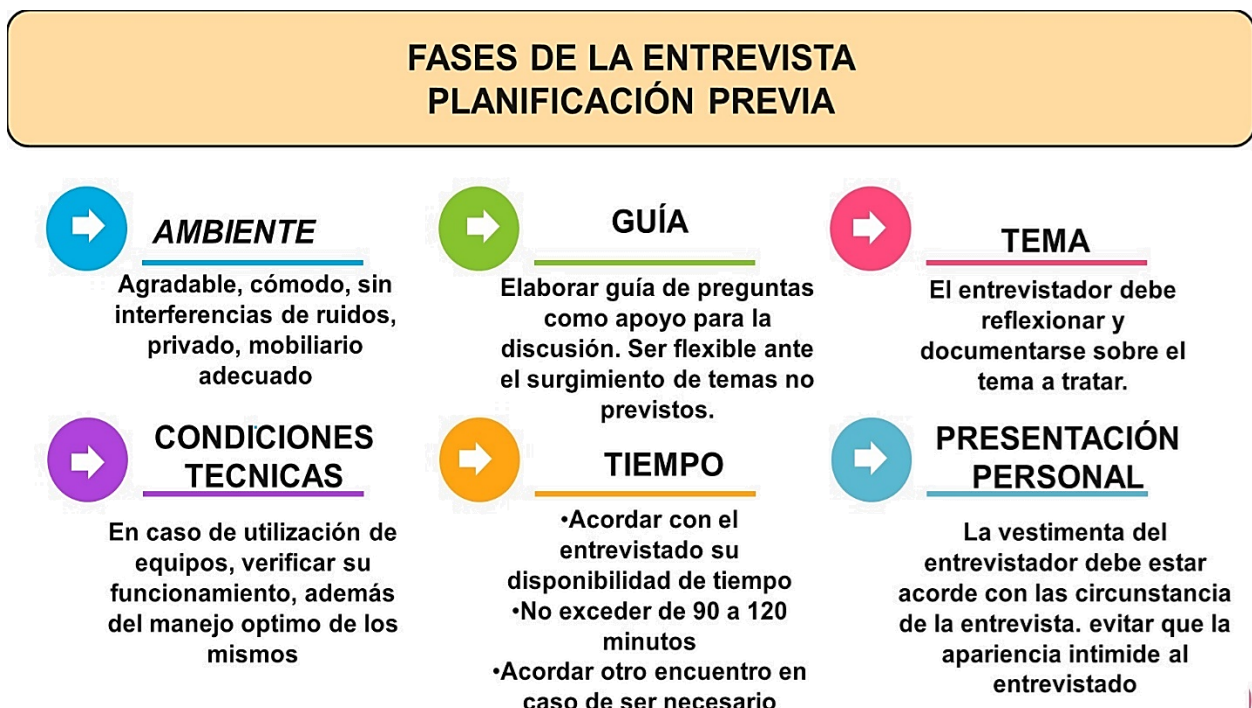 FASES DE LA ENTREVISTA
PLANIFICACIÓN PREVIA
AMBIENTE
Agradable, cómodo, sin
interferencias de ruidos,
privado, mobiliario
adecuado
GUÍA
Elaborar guía de preguntas
como apoyo para la
discusión. Ser flexible ante
el surgimiento de temas no
previstos.
TEMA
El entrevistador debe
reflexionar y
documentarse sobre el
tema a tratar.
CONDICIONES
TECNICAS
En caso de utilización de
equipos, verificar su
funcionamiento, además
del manejo optimo de los
mismos
TIEMPO
•Acordar con el
entrevistado su
disponibilidad de tiempo
•No exceder de 90 a 120
minutos
•Acordar otro encuentro en
caso de ser necesario
PRESENTACIÓN
PERSONAL
La vestimenta del
entrevistador debe estar
acorde con las circunstancia
de la entrevista. evitar que la
apariencia intimide al
entrevistado